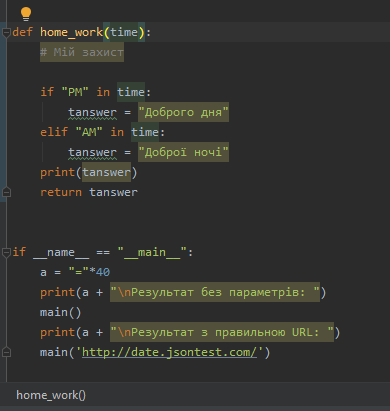 def home_work(time):
    # Мій захист
    if "PM" in time:
        tanswer = "Доброго дня"
    elif "AM" in time:
        tanswer = "Доброї ночі"
    print(tanswer)
    return tanswer
if __name__ == "__main__":
    a = "="*40
    print(a + "\nРезультат без параметрів: ")
    main()
    print(a + "\nРезультат з правильною URL: ")
    main('http://date.jsontest.com/')
home_work()